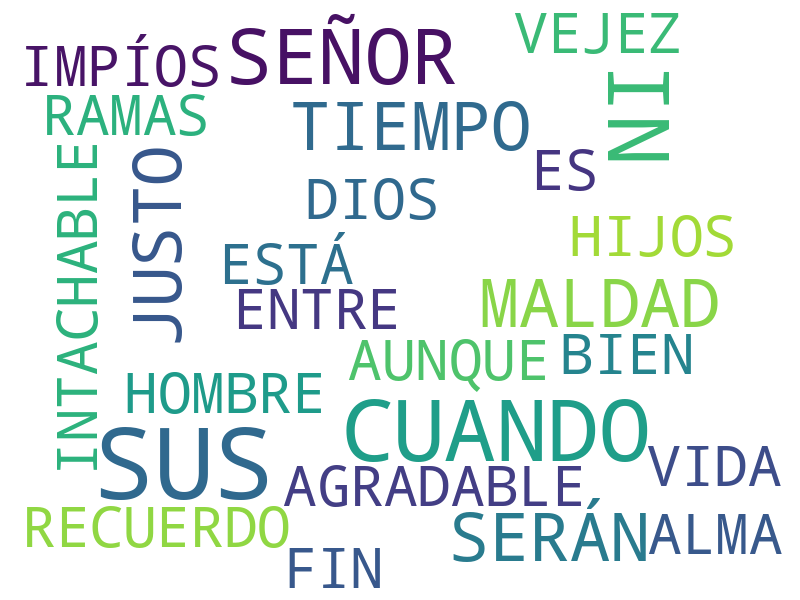 VEJEZ
SEÑOR
IMPÍOS
RAMAS
TIEMPO
NI
ES
JUSTO
INTACHABLE
DIOS
HIJOS
ESTÁ
ENTRE
MALDAD
AUNQUE
BIEN
HOMBRE
CUANDO
SUS
VIDA
AGRADABLE
RECUERDO
SERÁN
ALMA
FIN